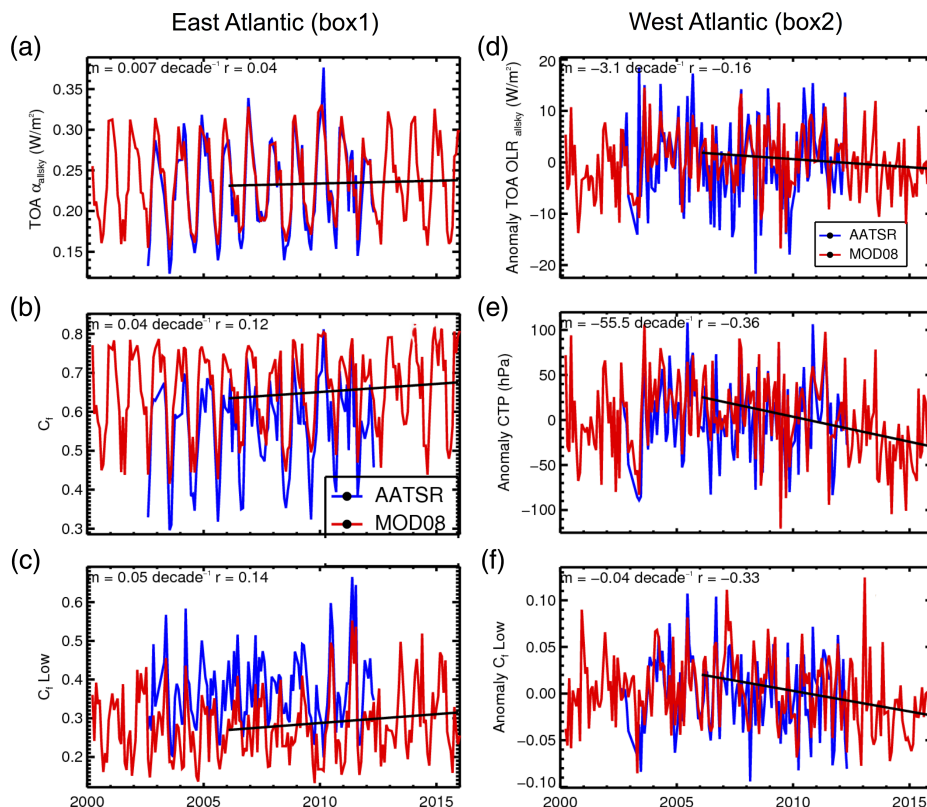 East Atlantic (box1)
West Atlantic (box2)
(a)
m = 0.007 decade⁻¹ r = 0.04
TOA α allsky (W/m²)
0.35
0.30
0.25
0.20
0.15
(d)
m = −3.1 decade⁻¹ r = −0.16
Anomaly TOA OLR allsky (W/m²)
20
10
0
−10
−20
AATSR
MOD08
(b)
m = 0.04 decade⁻¹ r = 0.12
Cf
0.8
0.7
0.6
0.5
0.4
0.3
AATSR
MOD08
(e)
m = −55.5 decade⁻¹ r = −0.36
Anomaly CTP (hPa)
100
50
0
−50
−100
(c)
m = 0.05 decade⁻¹ r = 0.14
Cf Low
0.6
0.5
0.4
0.3
0.2
2000
2005
2010
2015
(f)
m = −0.04 decade⁻¹ r = −0.33
Anomaly Cf Low
0.10
0.05
0.00
−0.05
−0.10
2000
2005
2010
2015